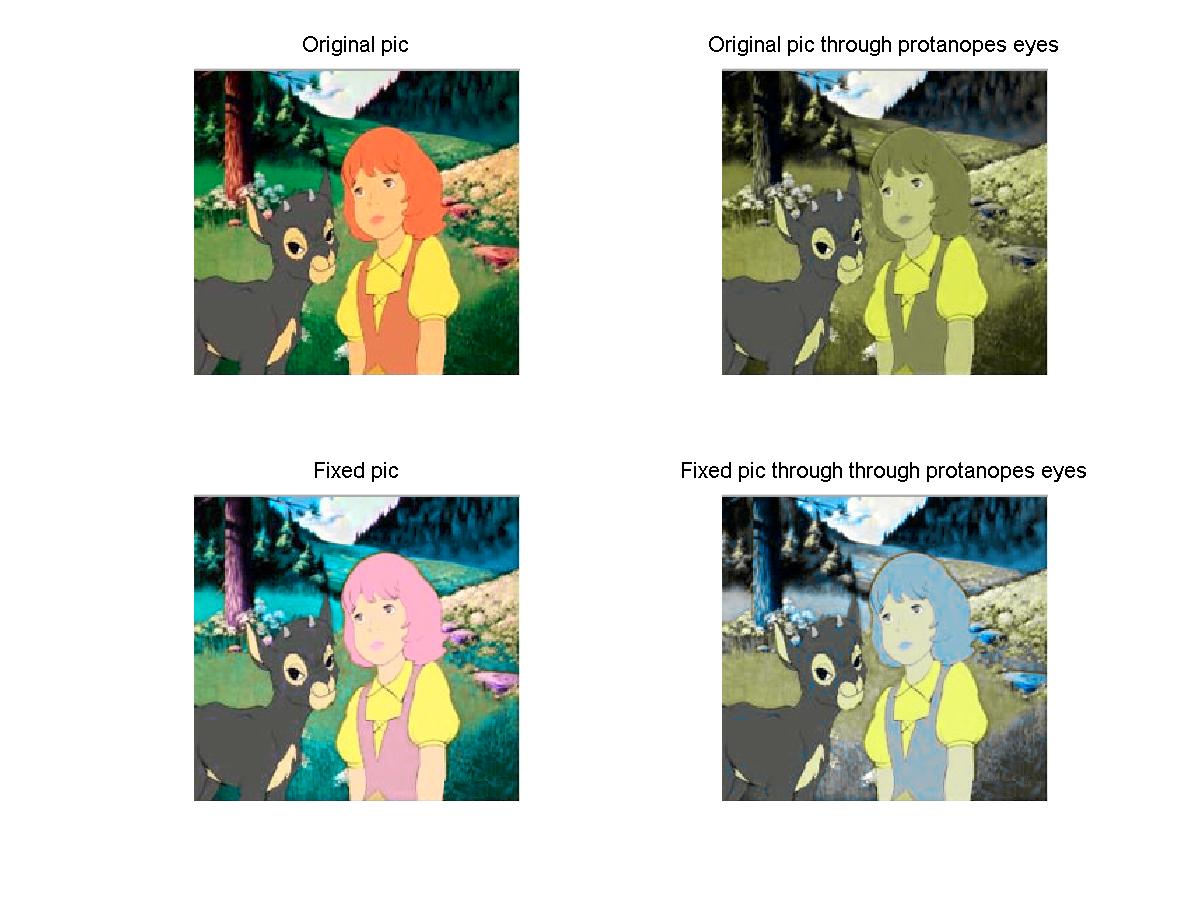 Original pic
Original pic through protanopes eyes
Fixed pic
Fixed pic through through protanopes eyes